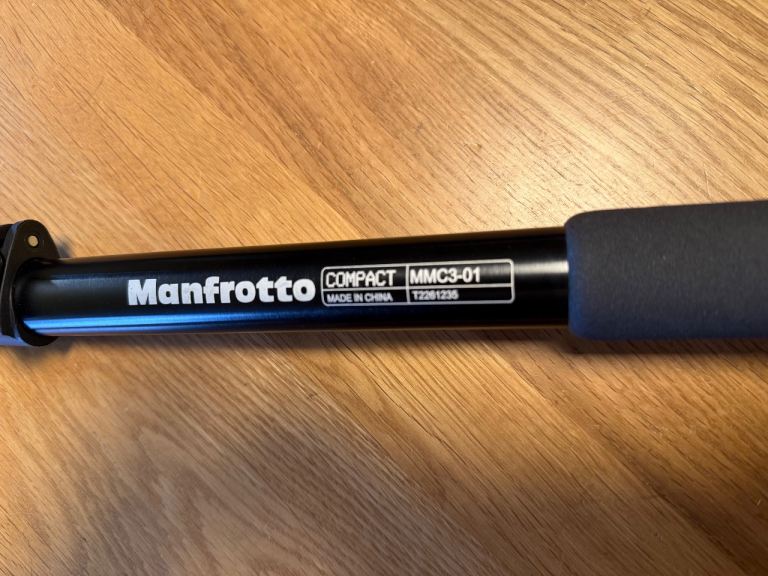 Manfrotto COMPACT MMC3-01
MADE IN CHINA T2261235